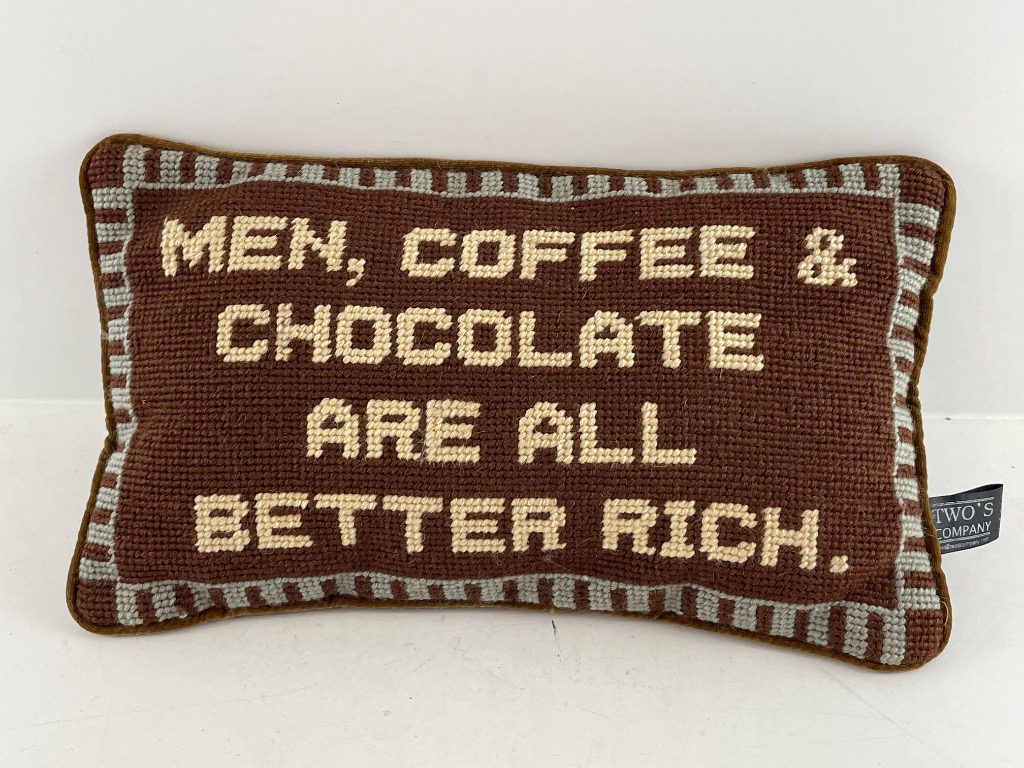 MEN, COFFEE &
CHOCOLATE
ARE ALL
BETTER RICH.
TWO'S
COMPANY